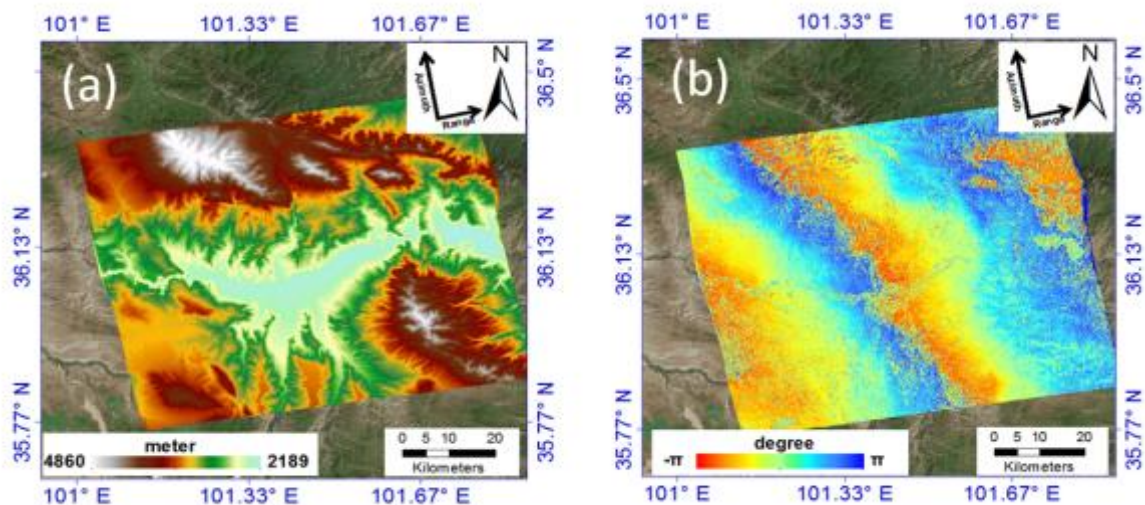 101° E 101.33° E 101.67° E
(a)
N
Azimuth
Range
36.5° N
36.13° N
35.77° N
meter
4860 2189
0 5 10 20
Kilometers
101° E 101.33° E 101.67° E
101° E 101.33° E 101.67° E
(b)
N
Azimuth
Range
36.5° N
36.13° N
35.77° N
degree
-π π
0 5 10 20
Kilometers
101° E 101.33° E 101.67° E